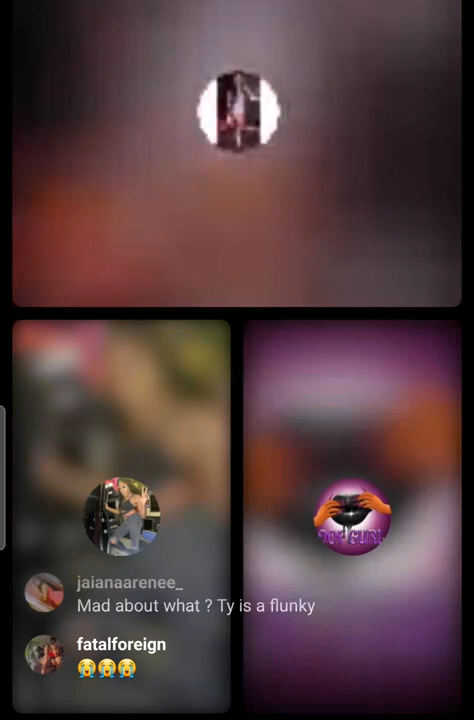 jaianaarenee_
Mad about what ? Ty is a flunky
fatalforeign
😭😭😭